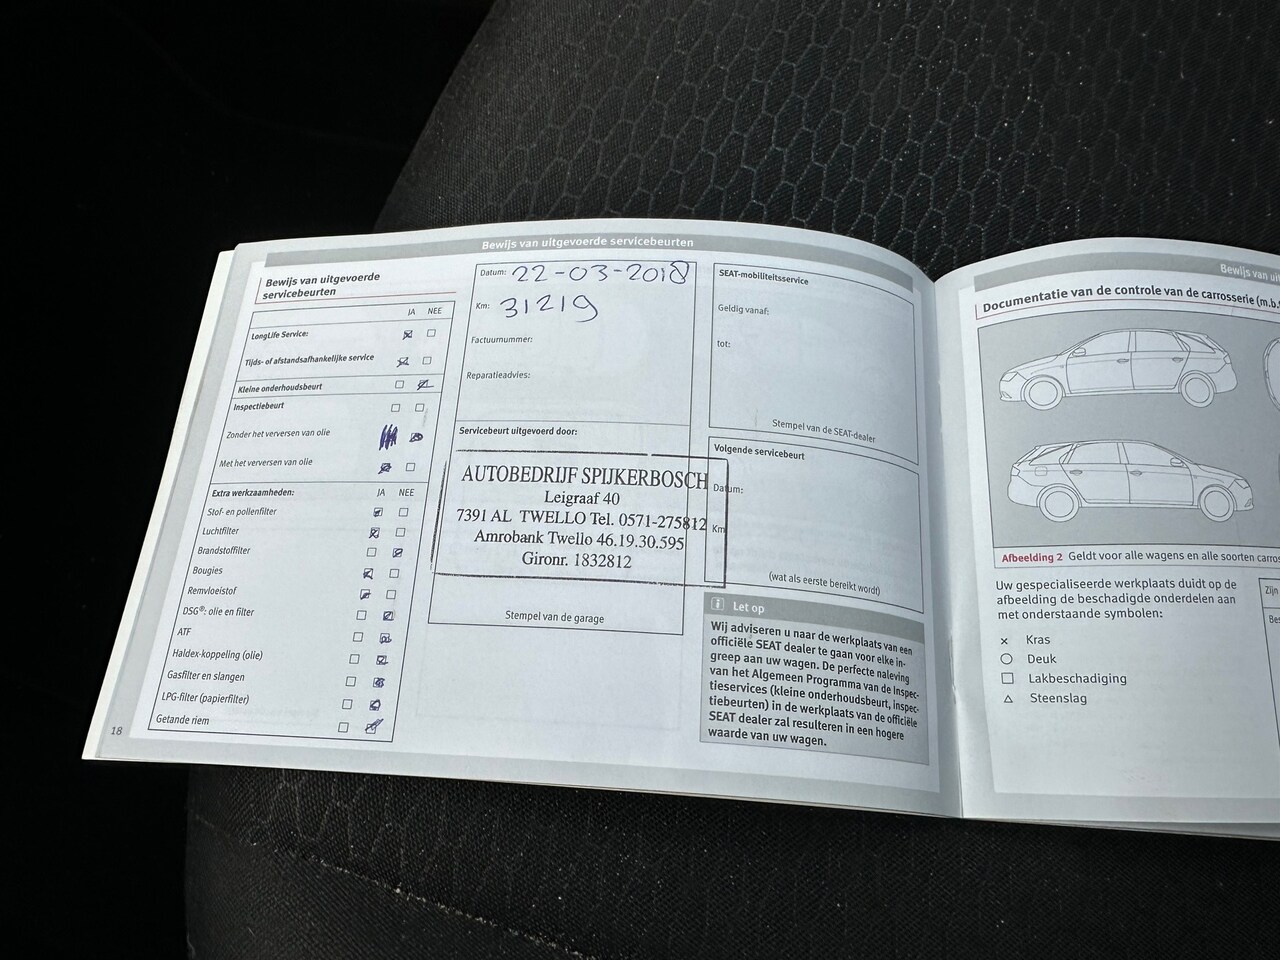 Bewijs van uitgevoerde servicebeurten
Bewijs van uitgevoerde
servicebeurten
JA NEE
LongLife Service:
Tijds- of afstandsafhankelijke service
Kleine onderhoudsbeurt
Inspectiebeurt
Zonder het verversen van olie
Met het verversen van olie
Extra werkzaamheden: JA NEE
Stof- en pollenfilter
Luchtfilter
Brandstoffilter
Bougies
Remvloeistof
DSG®: olie en filter
ATF
Haldex-koppeling (olie)
Gasfilter en slangen
LPG-filter (papierfilter)
Getande riem
18
Datum: 22-03-2018
Km: 31219
Factuurnummer:
Reparatieadvies:
Servicebeurt uitgevoerd door:
AUTOBEDRIJF SPIJKERBOSCH
Leigraaf 40
7391 AL TWELLO Tel. 0571-275812
Amrobank Twello 46.19.30.595
Gironr. 1832812
Stempel van de garage
SEAT-mobiliteitsservice
Geldig vanaf:
tot:
Stempel van de SEAT-dealer
Volgende servicebeurt
Datum:
Km
(wat als eerste bereikt wordt)
i Let op
Wij adviseren u naar de werkplaats van een
officiële SEAT dealer te gaan voor elke in-
greep aan uw wagen. De perfecte naleving
van het Algemeen Programma van de Inspec-
tieservices (kleine onderhoudsbeurt, inspec-
tiebeurten) in de werkplaats van de officiële
SEAT dealer zal resulteren in een hogere
waarde van uw wagen.
Bewijs van uit
Documentatie van de controle van de carrosserie (m.b.
Afbeelding 2 Geldt voor alle wagens en alle soorten carros
Uw gespecialiseerde werkplaats duidt op de
afbeelding de beschadigde onderdelen aan
met onderstaande symbolen:
Kras
Deuk
Lakbeschadiging
Steenslag
Zijn
Bes